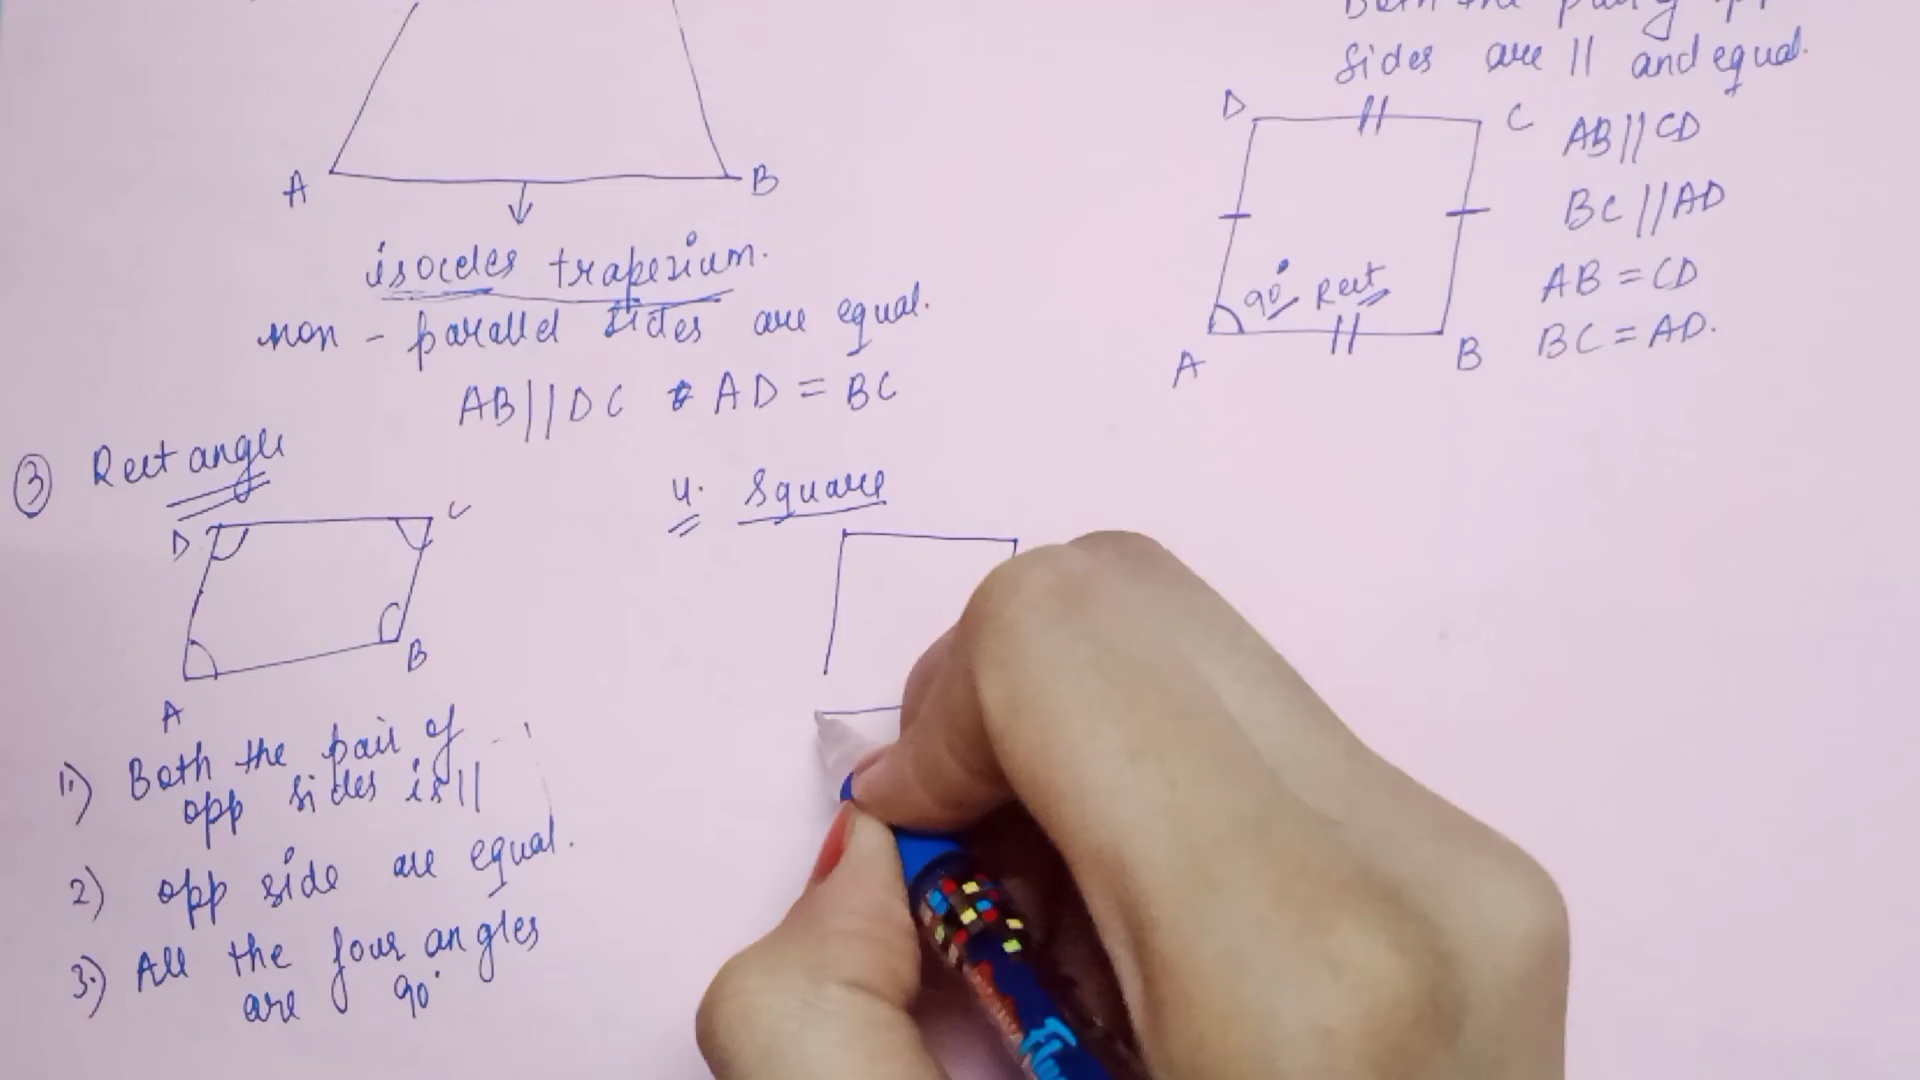 sides are || and equal.
D C
AB||CD
BC||AD
AB = CD
BC = AD.
90° Rect
A B
A B
isoceles trapezium.
non - parallel sides are equal.
AB||DC AD = BC
③ Rectangle
D C
A B
1.) Both the pair of
opp sides is ||
2) opp side are equal.
3.) All the four angles
are 90°
4. Square